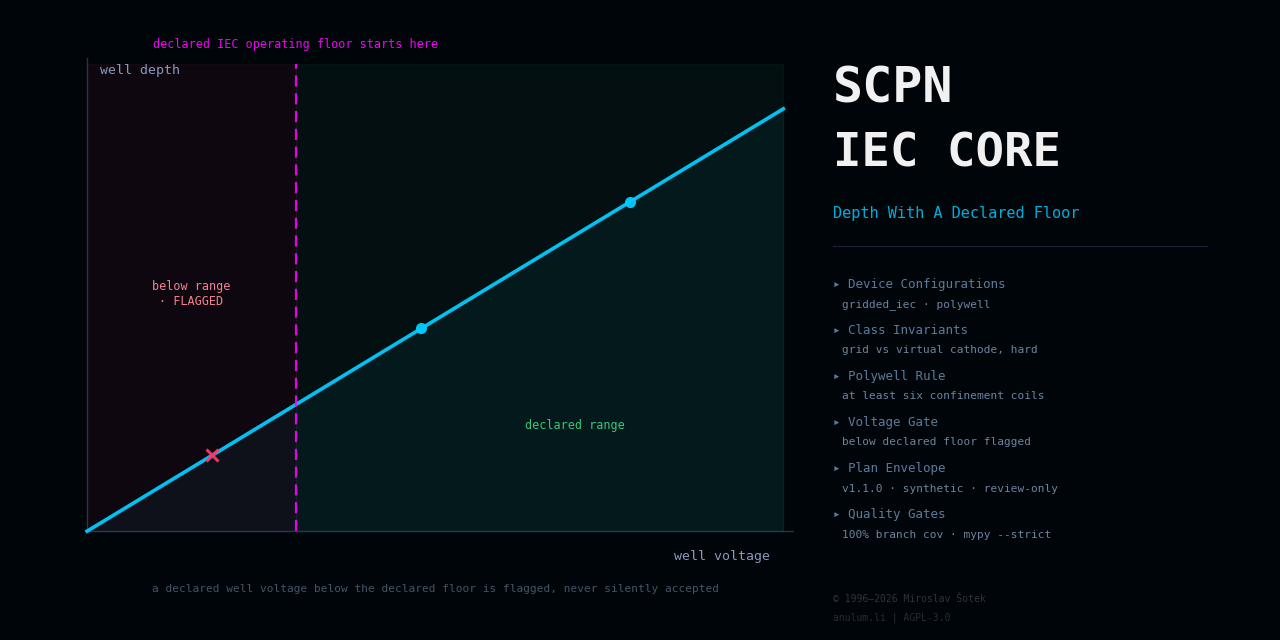 declared IEC operating floor starts here
well depth
below range
· FLAGGED
declared range
well voltage
a declared well voltage below the declared floor is flagged, never silently accepted
SCPN
IEC CORE
Depth With A Declared Floor
▸ Device Configurations
gridded_iec · polywell
▸ Class Invariants
grid vs virtual cathode, hard
▸ Polywell Rule
at least six confinement coils
▸ Voltage Gate
below declared floor flagged
▸ Plan Envelope
v1.1.0 · synthetic · review-only
▸ Quality Gates
100% branch cov · mypy --strict
© 1996–2026 Miroslav Šotek
anulum.li | AGPL-3.0